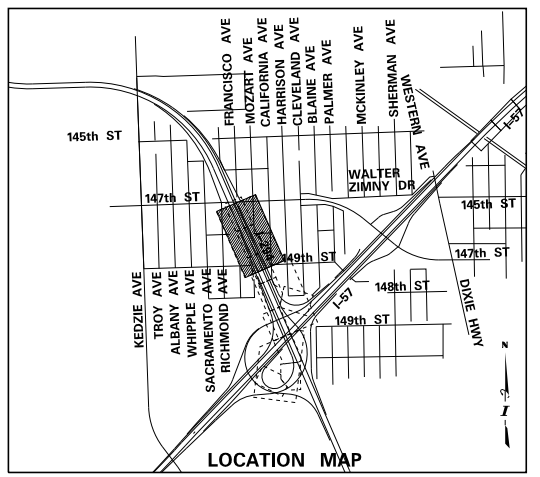 FRANCISCO AVE
MOZART AVE
CALIFORNIA AVE
HARRISON AVE
CLEVELAND AVE
BLAINE AVE
PALMER AVE
MCKINLEY AVE
SHERMAN AVE
WESTERN AVE
I-57
145th ST
WALTER
ZIMNY DR
147th ST
145th ST
I-294
149th ST
147th ST
148th ST
I-57
149th ST
DIXIE HWY
KEDZIE AVE
TROY AVE
ALBANY AVE
WHIPPLE AVE
SACRAMENTO AVE
RICHMOND AVE
N
LOCATION MAP